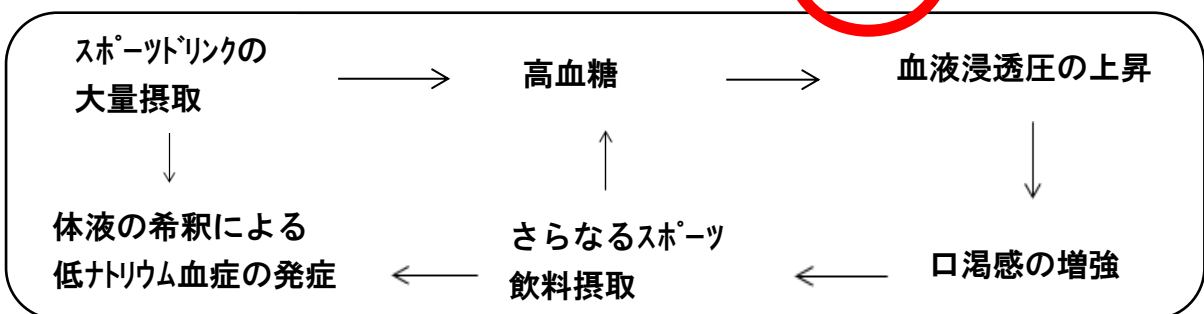 ｽﾎﾟｰﾂﾄﾞﾘﾝｸの
大量摂取
高血糖
血液浸透圧の上昇
体液の希釈による
低ﾅﾄﾘｳﾑ血症の発症
さらなるｽﾎﾟｰﾂ
飲料摂取
口渇感の増強